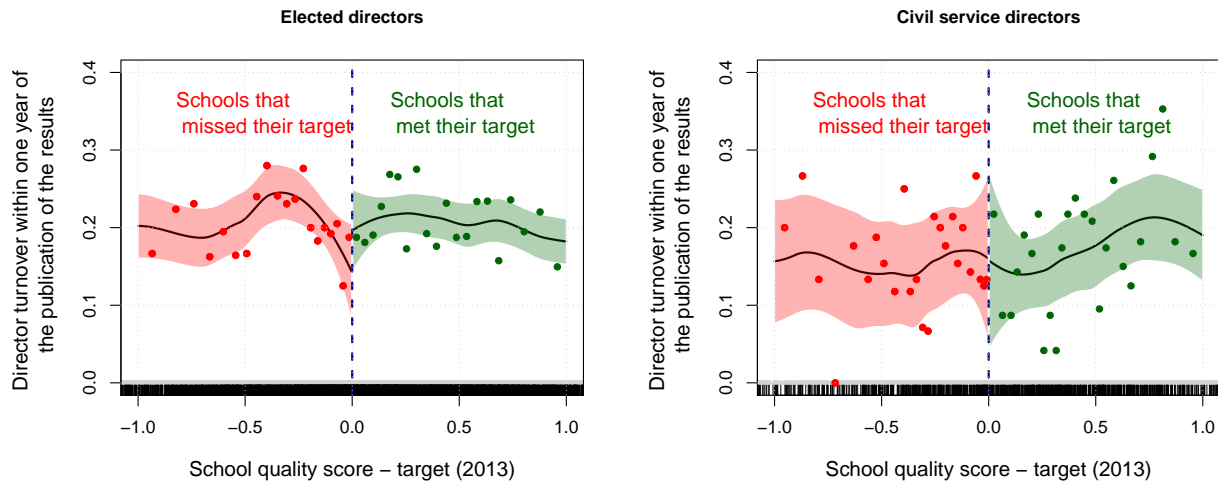 Elected directors
Director turnover within one year of
the publication of the results
0.4
0.3
0.2
0.1
0.0
Schools that
missed their target
Schools that
met their target
−1.0 −0.5 0.0 0.5 1.0
School quality score − target (2013)
Civil service directors
Director turnover within one year of
the publication of the results
0.4
0.3
0.2
0.1
0.0
Schools that
missed their target
Schools that
met their target
−1.0 −0.5 0.0 0.5 1.0
School quality score − target (2013)